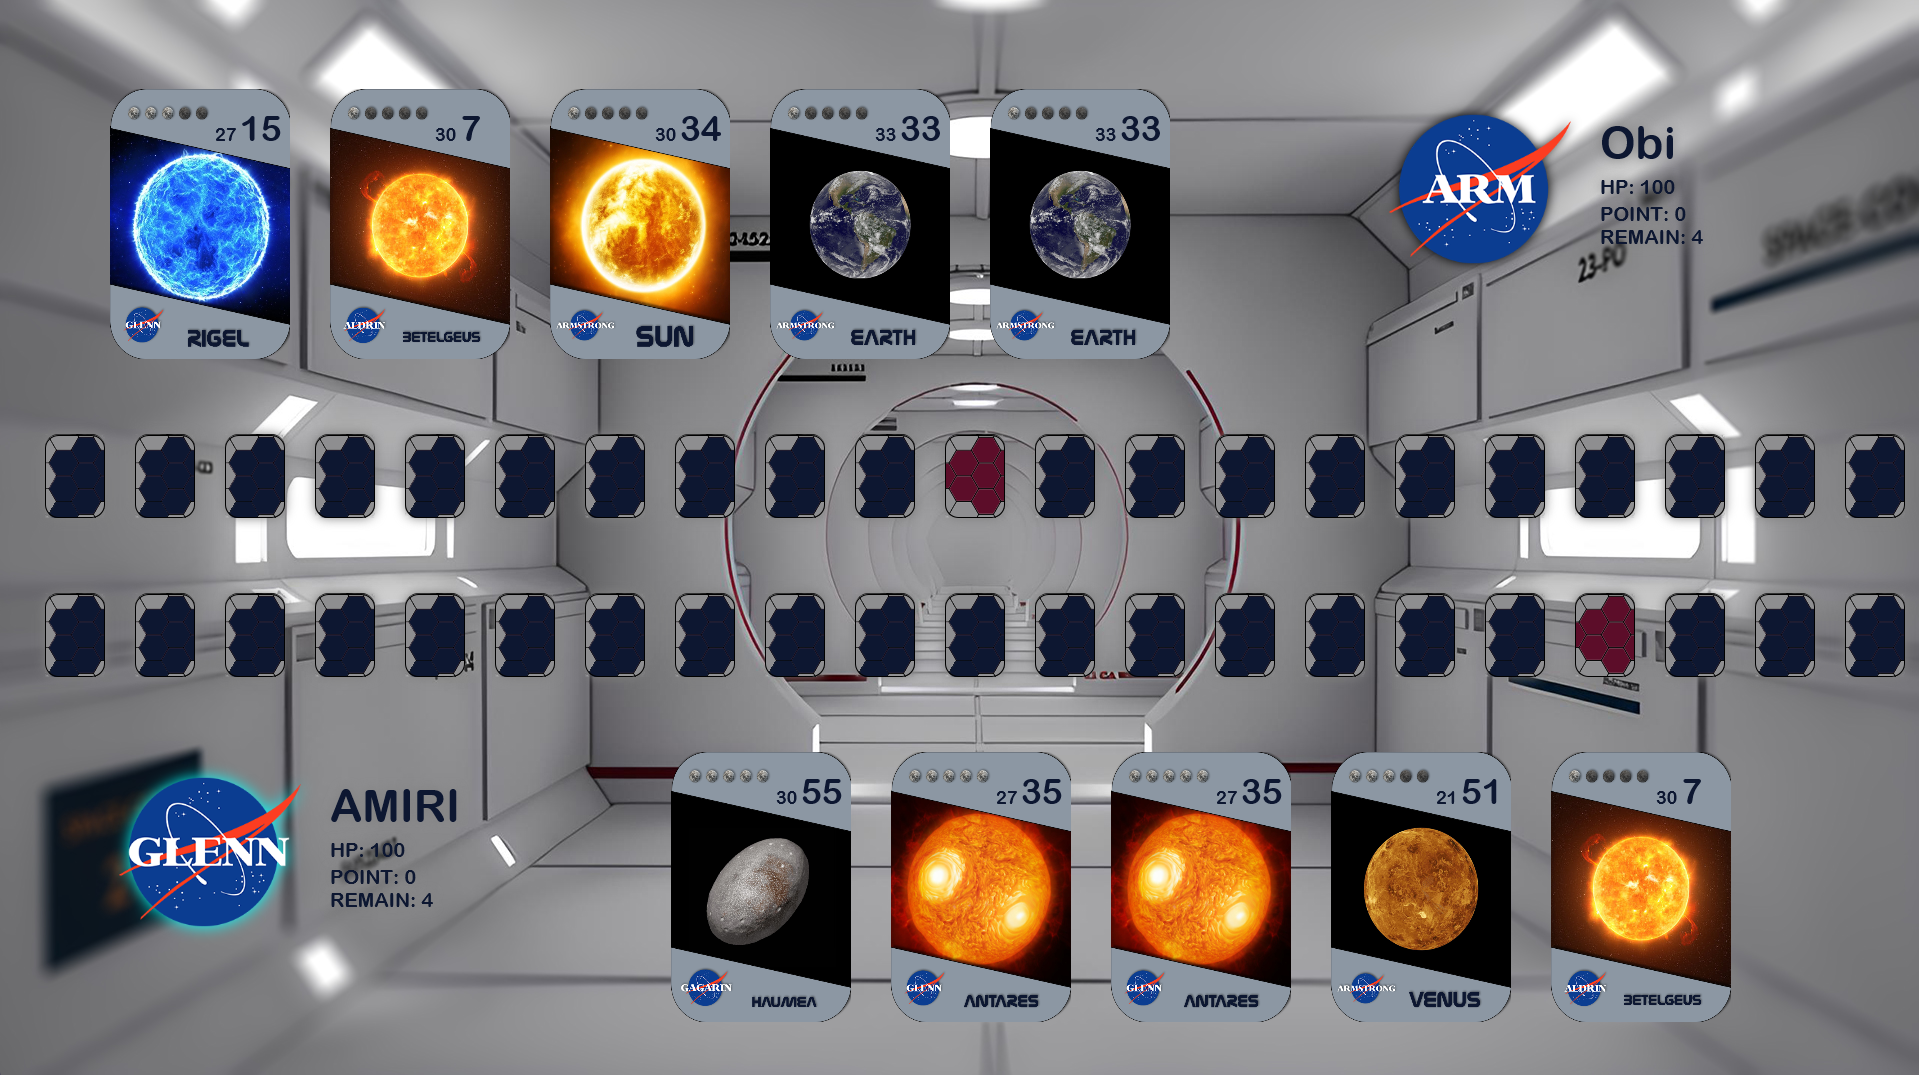 27 15
GLENN
RIGEL
30 7
ALDRIN
BETELGEUS
30 34
ARMSTRONG
SUN
33 33
ARMSTRONG
EARTH
33 33
ARMSTRONG
EARTH
ARM
Obi
HP: 100
POINT: 0
REMAIN: 4
23-PO
GLENN
AMIRI
HP: 100
POINT: 0
REMAIN: 4
30 55
GAGARIN
HAUMEA
27 35
GLENN
ANTARES
27 35
GLENN
ANTARES
21 51
ARMSTRONG
VENUS
30 7
ALDRIN
BETELGEUS